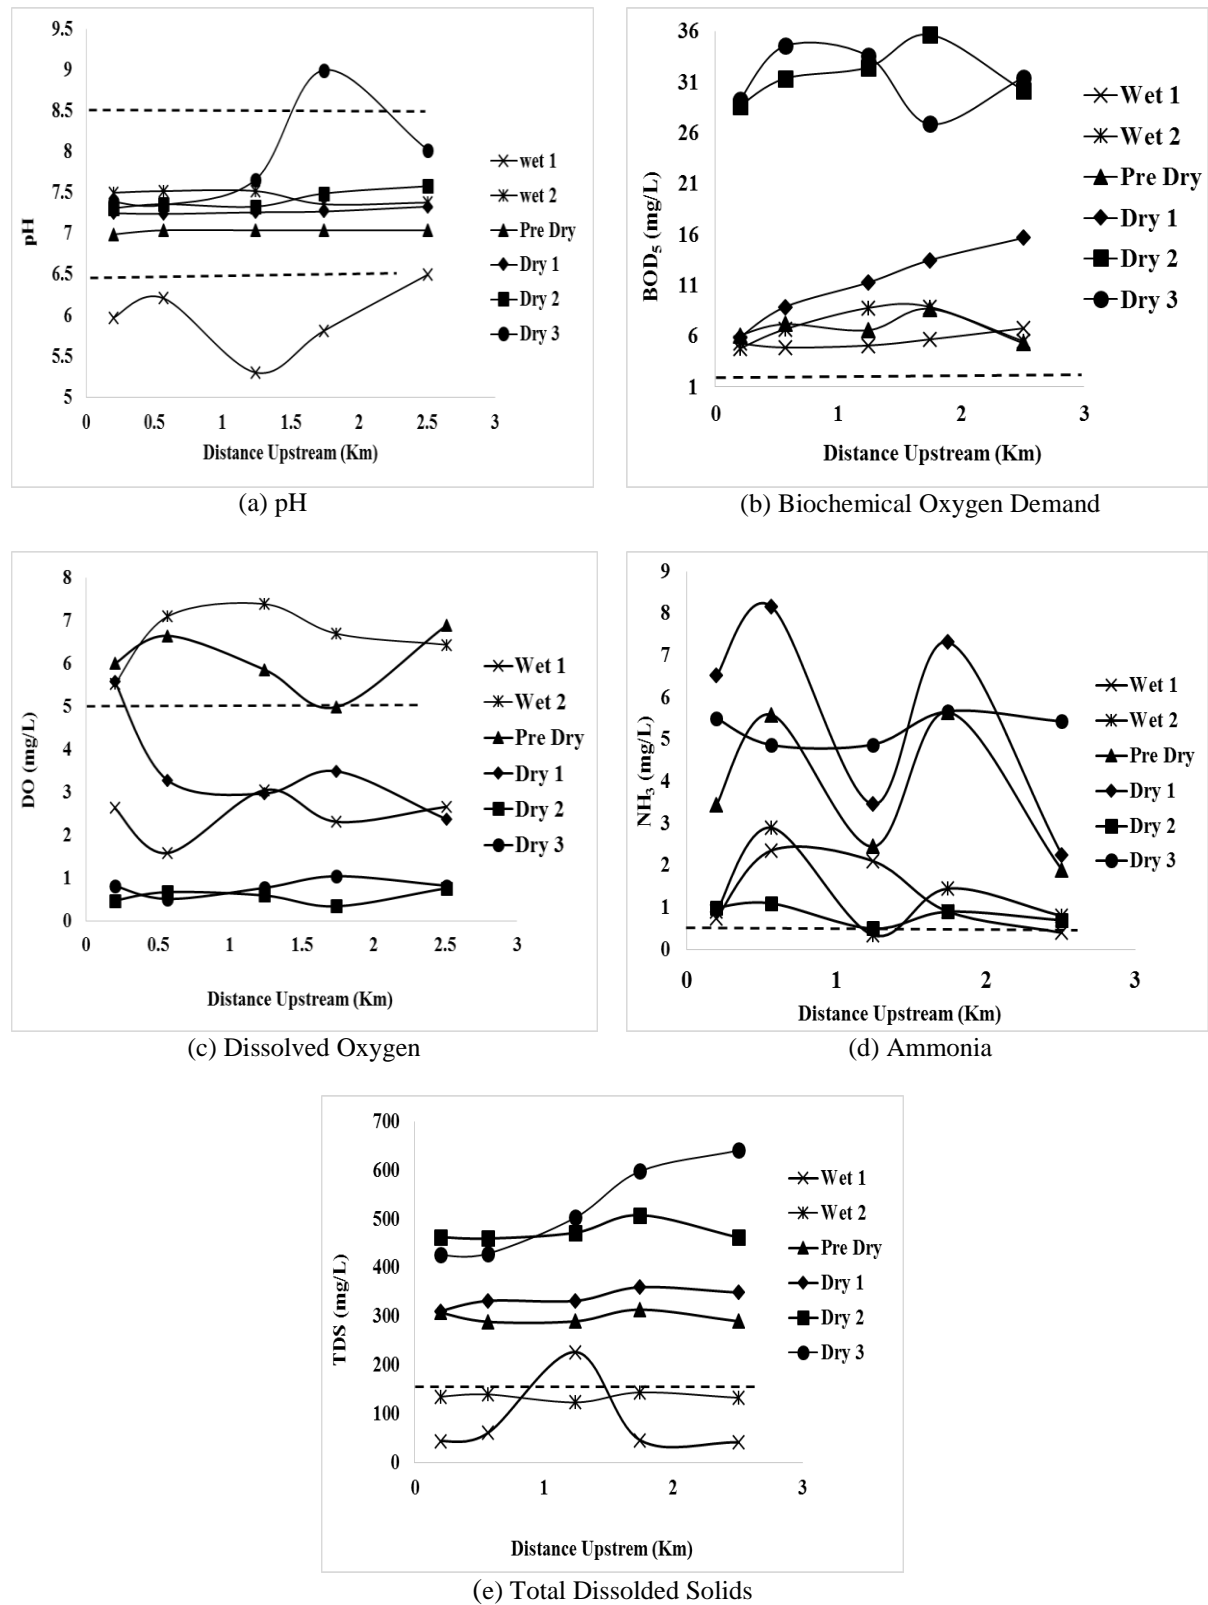 9.5
9
8.5
8
7.5
7
6.5
6
5.5
5
pH
0
0.5
1
1.5
2
2.5
3
Distance Upstream (Km)
wet 1
wet 2
Pre Dry
Dry 1
Dry 2
Dry 3
(a) pH
36
31
26
21
16
11
6
1
BOD₅ (mg/L)
0
1
2
3
Distance Upstream (Km)
Wet 1
Wet 2
Pre Dry
Dry 1
Dry 2
Dry 3
(b) Biochemical Oxygen Demand
8
7
6
5
4
3
2
1
0
DO (mg/L)
0
0.5
1
1.5
2
2.5
3
Distance Upstream (Km)
Wet 1
Wet 2
Pre Dry
Dry 1
Dry 2
Dry 3
(c) Dissolved Oxygen
9
8
7
6
5
4
3
2
1
0
NH₃ (mg/L)
0
1
2
3
Distance Upstream (Km)
Wet 1
Wet 2
Pre Dry
Dry 1
Dry 2
Dry 3
(d) Ammonia
700
600
500
400
300
200
100
0
TDS (mg/L)
0
1
2
3
Distance Upstrem (Km)
Wet 1
Wet 2
Pre Dry
Dry 1
Dry 2
Dry 3
(e) Total Dissolded Solids